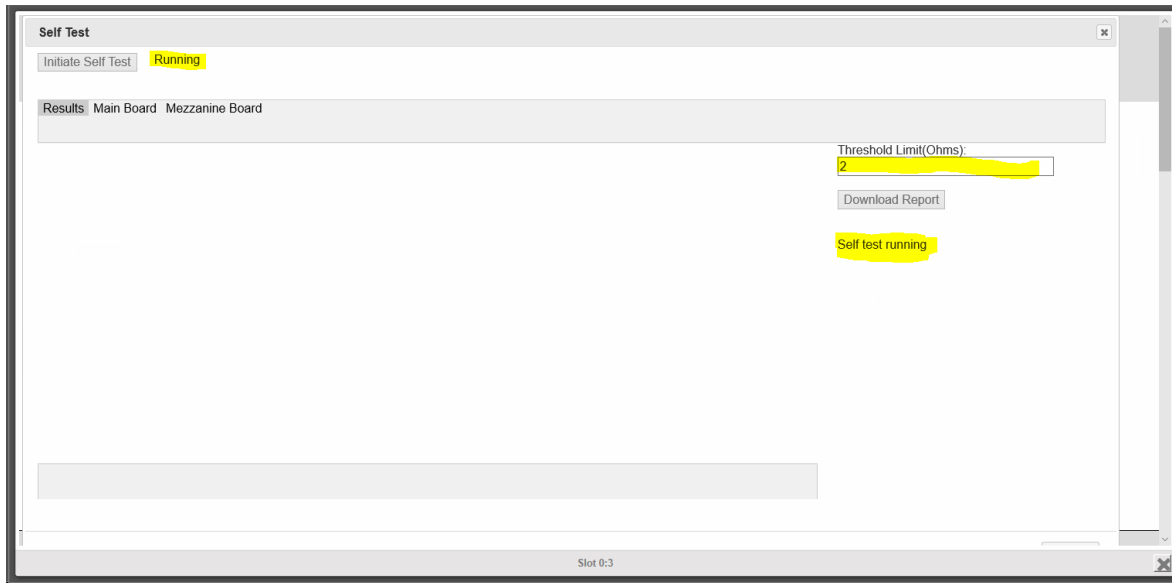 Self Test
Initiate Self Test Running
Results Main Board Mezzanine Board
Threshold Limit(Ohms):
2
Download Report
Self test running
Slot 0:3